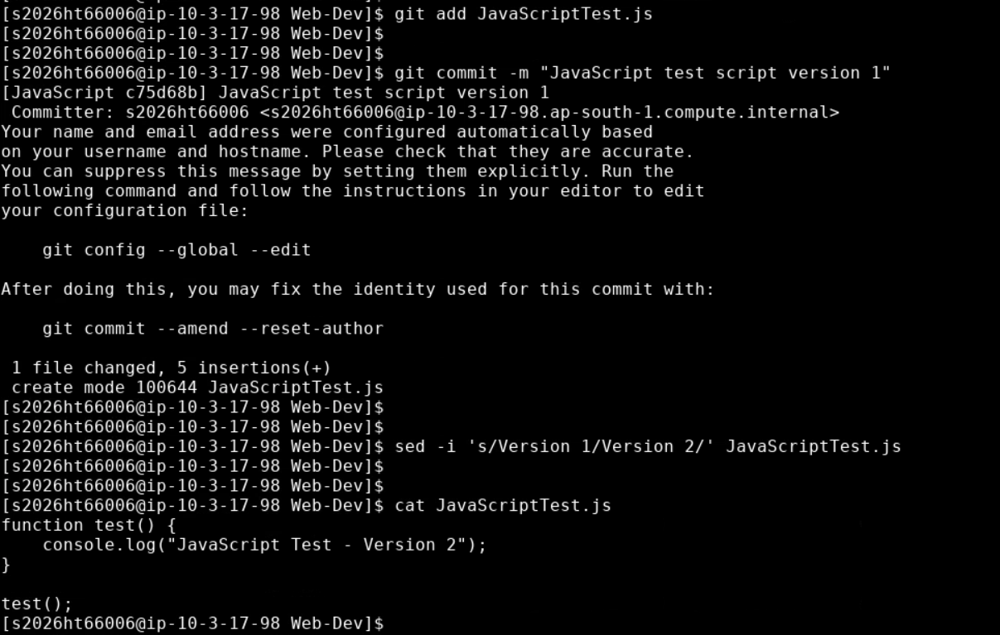 [s2026ht66006@ip-10-3-17-98 Web-Dev]$ git add JavaScriptTest.js
[s2026ht66006@ip-10-3-17-98 Web-Dev]$
[s2026ht66006@ip-10-3-17-98 Web-Dev]$
[s2026ht66006@ip-10-3-17-98 Web-Dev]$ git commit -m "JavaScript test script version 1"
[JavaScript c75d68b] JavaScript test script version 1
 Committer: s2026ht66006 <s2026ht66006@ip-10-3-17-98.ap-south-1.compute.internal>
Your name and email address were configured automatically based
on your username and hostname. Please check that they are accurate.
You can suppress this message by setting them explicitly. Run the
following command and follow the instructions in your editor to edit
your configuration file:

    git config --global --edit

After doing this, you may fix the identity used for this commit with:

    git commit --amend --reset-author

 1 file changed, 5 insertions(+)
 create mode 100644 JavaScriptTest.js
[s2026ht66006@ip-10-3-17-98 Web-Dev]$
[s2026ht66006@ip-10-3-17-98 Web-Dev]$
[s2026ht66006@ip-10-3-17-98 Web-Dev]$ sed -i 's/Version 1/Version 2/' JavaScriptTest.js
[s2026ht66006@ip-10-3-17-98 Web-Dev]$
[s2026ht66006@ip-10-3-17-98 Web-Dev]$
[s2026ht66006@ip-10-3-17-98 Web-Dev]$ cat JavaScriptTest.js
function test() {
    console.log("JavaScript Test - Version 2");
}

test();
[s2026ht66006@ip-10-3-17-98 Web-Dev]$